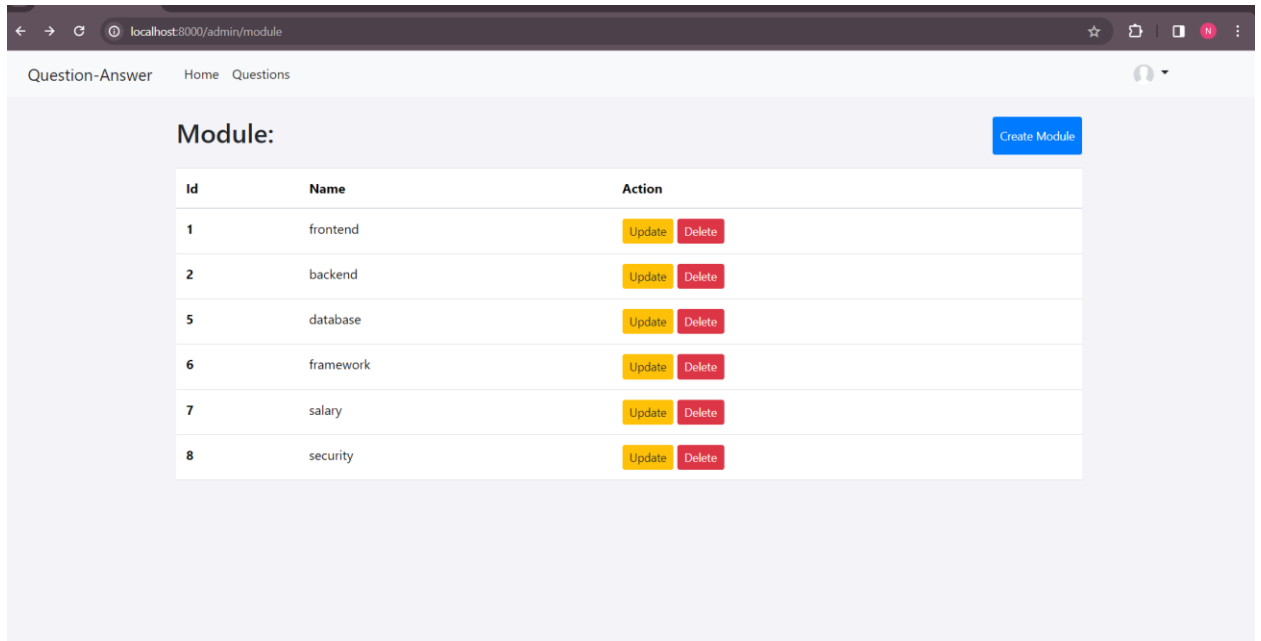 localhost:8000/admin/module
N
Question-Answer Home Questions
Module:
Create Module
Id Name Action
1 frontend Update Delete
2 backend Update Delete
5 database Update Delete
6 framework Update Delete
7 salary Update Delete
8 security Update Delete